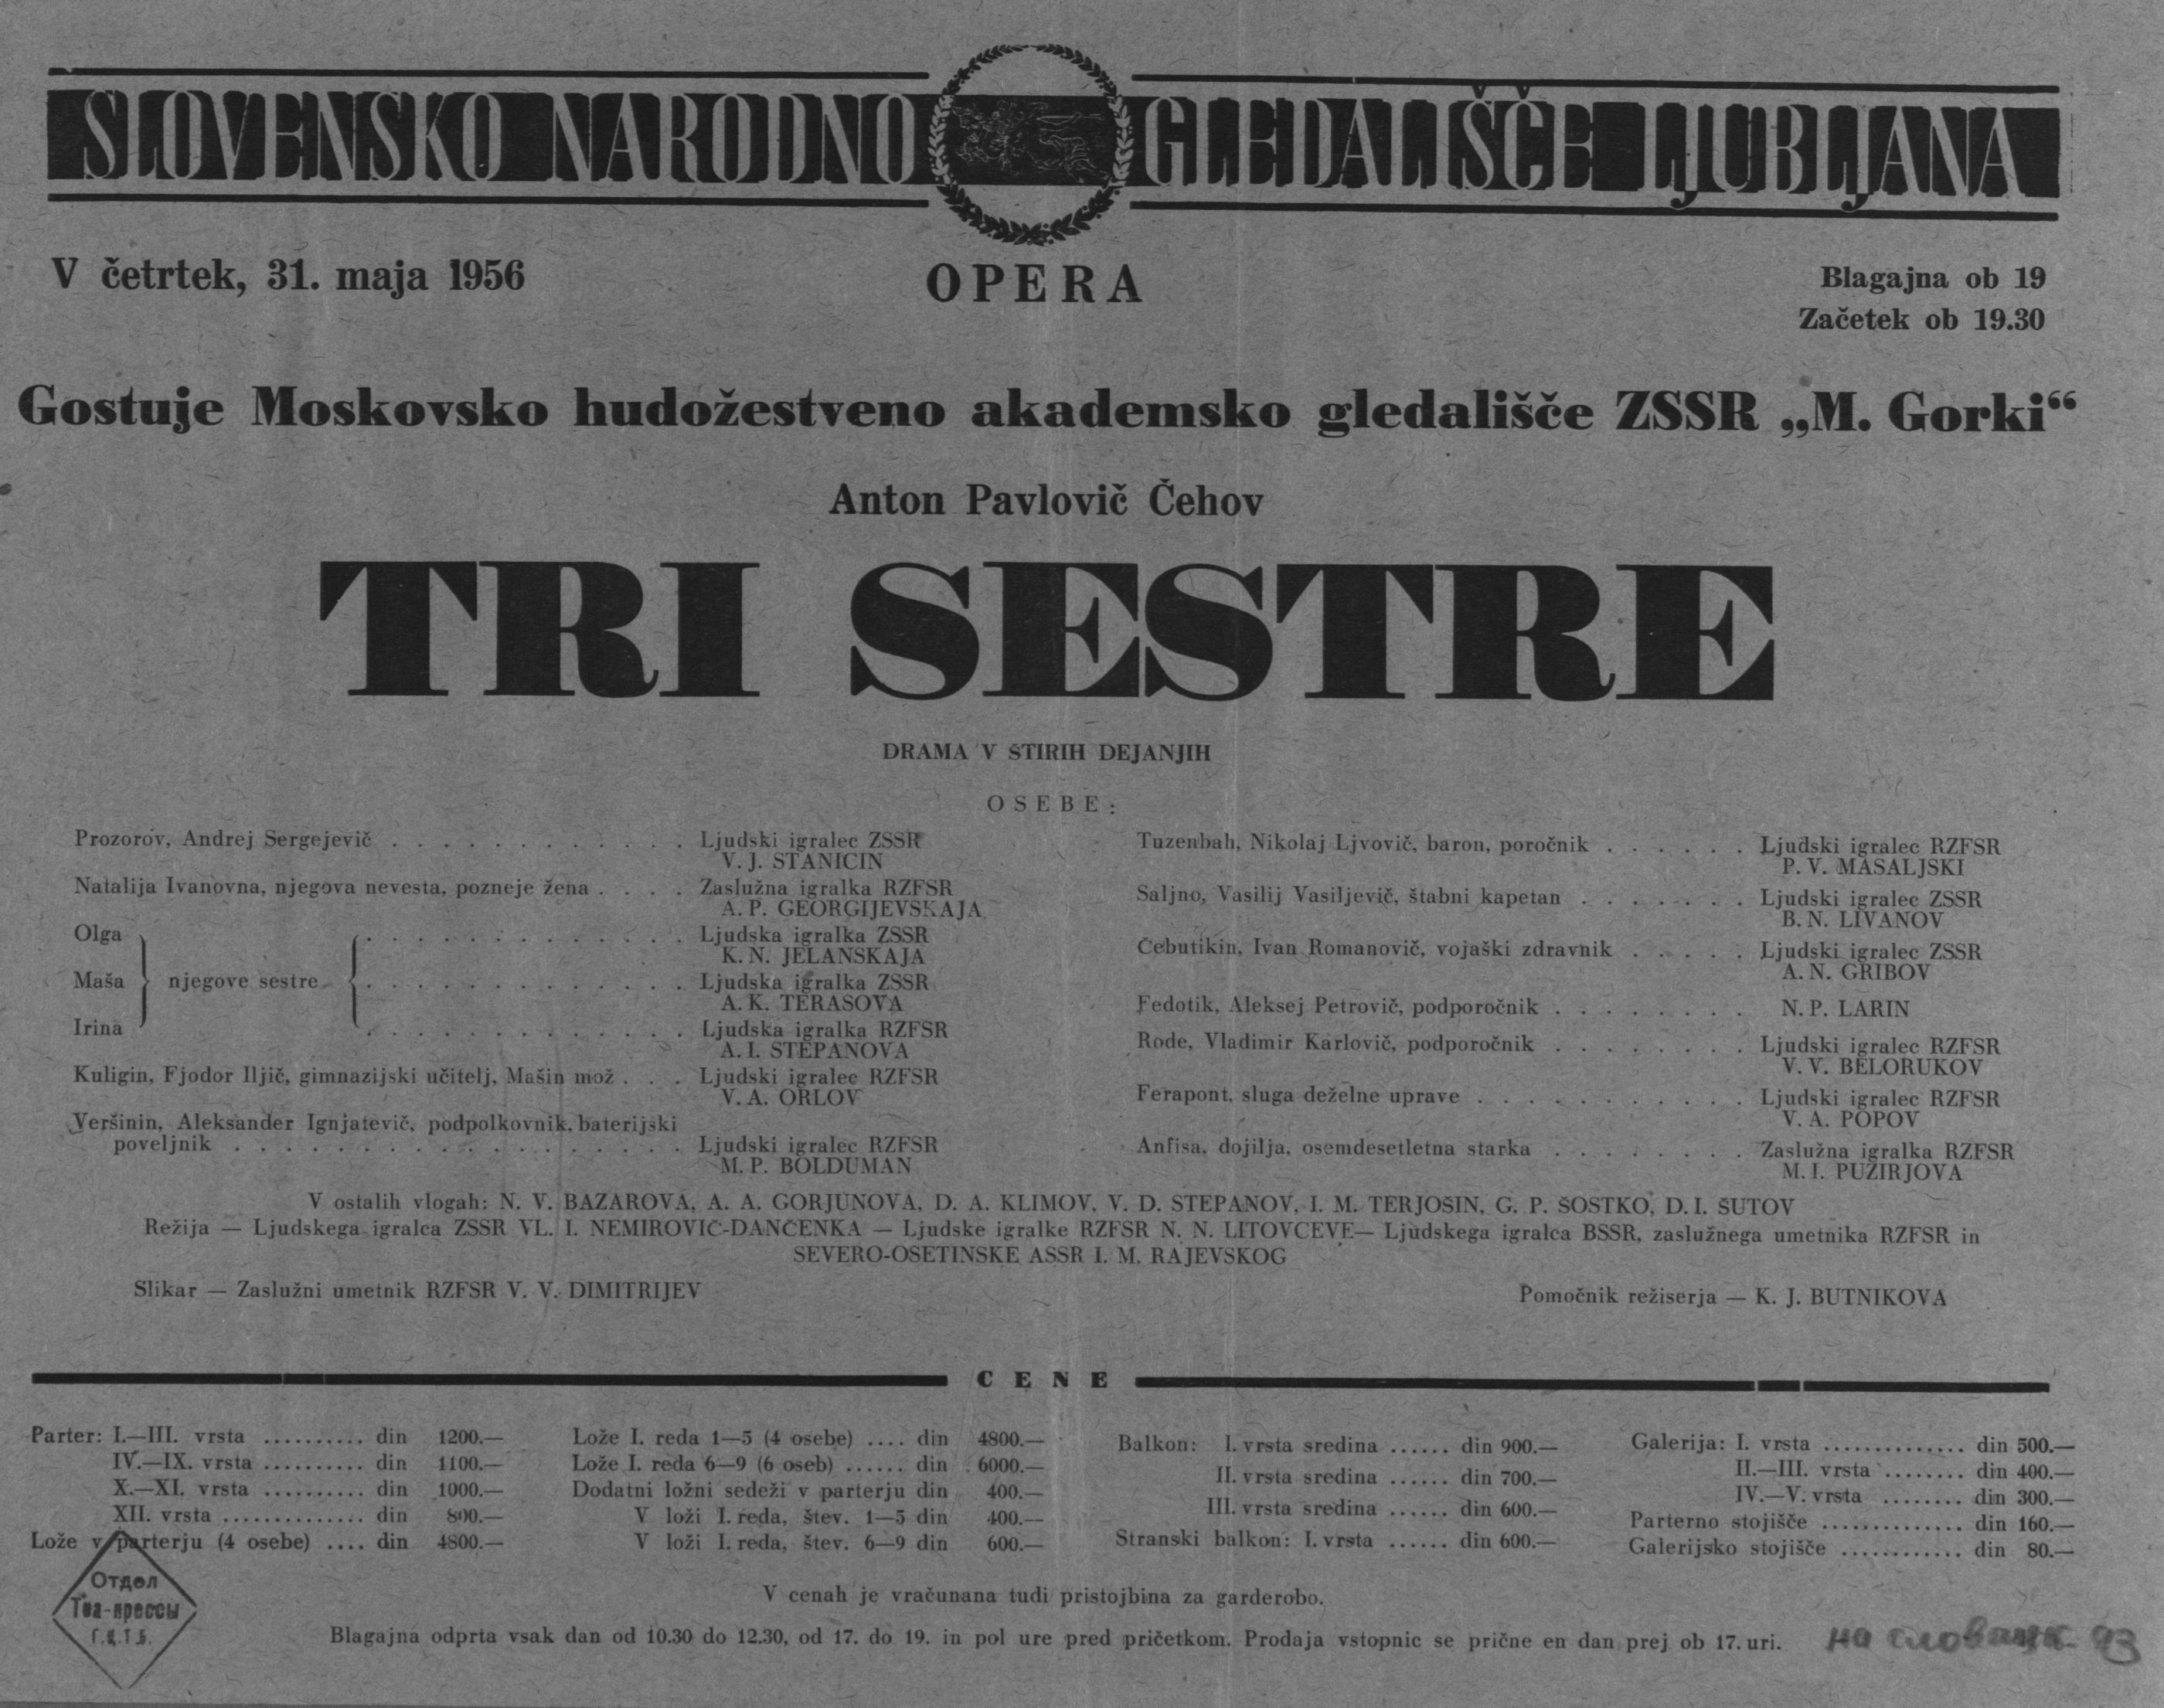 SLOVENSKO NARODNO GLEDALIŠČE LJUBLJANA
V četrtek, 31. maja 1956
OPERA
Blagajna ob 19
Začetek ob 19.30
Gostuje Moskovsko hudožestveno akademsko gledališče ZSSR „M. Gorki“
Anton Pavlovič Čehov
TRI SESTRE
DRAMA V STIRIH DEJANJIH
OSEBE:
Prozorov, Andrej Sergejevič . . . . . . . . . . . . . Ljudski igralec ZSSR
V. J. STANICIN
Natalija Ivanovna, njegova nevesta, pozneje žena . . . . Zaslužna igralka RZFSR
A. P. GEORGIJEVSKAJA
Olga . . . . . . . . . . . . . Ljudska igralka ZSSR
K. N. JELANSKAJA
Maša njegove sestre . . . . . . . . . . . . . Ljudska igralka ZSSR
A. K. TERASOVA
Irina . . . . . . . . . . . . . Ljudska igralka RZFSR
A. I. STEPANOVA
Kuligin, Fjodor Iljič, gimnazijski učitelj, Mašin mož . . . Ljudski igralec RZFSR
V. A. ORLOV
Veršinin, Aleksander Ignjatevič, podpolkovnik, baterijski
poveljnik . . . . . . . . . . . . . . . . . . Ljudski igralec RZFSR
M. P. BOLDUMAN
Tuzenbah, Nikolaj Ljvovič, baron, poročnik . . . . . . Ljudski igralec RZFSR
P. V. MASALJSKI
Saljno, Vasilij Vasiljevič, štabni kapetan . . . . . . . Ljudski igralec ZSSR
B. N. LIVANOV
Čebutikin, Ivan Romanovič, vojaški zdravnik . . . . . Ljudski igralec ZSSR
A. N. GRIBOV
Fedotik, Aleksej Petrovič, podporočnik . . . . . . . . N. P. LARIN
Rode, Vladimir Karlovič, podporočnik . . . . . . . . Ljudski igralec RZFSR
V. V. BELORUKOV
Ferapont, sluga deželne uprave . . . . . . . . . . . Ljudski igralec RZFSR
V. A. POPOV
Anfisa, dojilja, osemdesetletna starka . . . . . . . . Zaslužna igralka RZFSR
M. I. PUZIRJOVA
V ostalih vlogah: N. V. BAZAROVA, A. A. GORJUNOVA, D. A. KLIMOV, V. D. STEPANOV, I. M. TERJOŠIN, G. P. ŠOSTKO, D. I. ŠUTOV
Režija — Ljudskega igralca ZSSR VL. I. NEMIROVIČ-DANČENKA — Ljudske igralke RZFSR N. N. LITOVCEVE— Ljudskega igralca BSSR, zaslužnega umetnika RZFSR in
SEVERO-OSETINSKE ASSR I. M. RAJEVSKOG
Slikar — Zaslužni umetnik RZFSR V. V. DIMITRIJEV
Pomočnik režiserja — K. J. BUTNIKOVA
CENE
Parter: I.—III. vrsta .......... din 1200.—
IV.—IX. vrsta .......... din 1100.—
X.—XI. vrsta .......... din 1000.—
XII. vrsta .............. din 800.—
Lože v parterju (4 osebe) .... din 4800.—
Lože I. reda 1—5 (4 osebe) .... din 4800.—
Lože I. reda 6—9 (6 oseb) ...... din 6000.—
Dodatni ložni sedeži v parterju din 400.—
V loži I. reda, štev. 1—5 din 400.—
V loži I. reda, štev. 6—9 din 600.—
Balkon: I. vrsta sredina ...... din 900.—
II. vrsta sredina ...... din 700.—
III. vrsta sredina ...... din 600.—
Stranski balkon: I. vrsta ...... din 600.—
Galerija: I. vrsta .............. din 500.—
II.—III. vrsta ........ din 400.—
IV.—V. vrsta ........ din 300.—
Parterno stojišče .............. din 160.—
Galerijsko stojišče ............ din 80.—
Отдел
Теа-прессы
V cenah je vračunana tudi pristojbina za garderobo.
Blagajna odprta vsak dan od 10.30 do 12.30, od 17. do 19. in pol ure pred pričetkom. Prodaja vstopnic se prične en dan prej ob 17. uri.
на